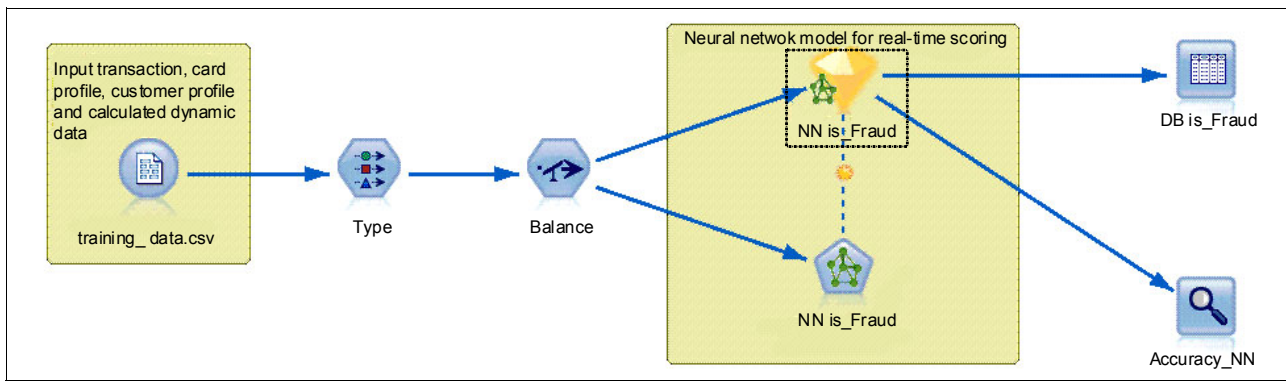 Input transaction, card
profile, customer profile
and calculated dynamic
data
training_ data.csv
Type
Balance
Neural netwok model for real-time scoring
NN is_Fraud
NN is_Fraud
DB is_Fraud
Accuracy_NN